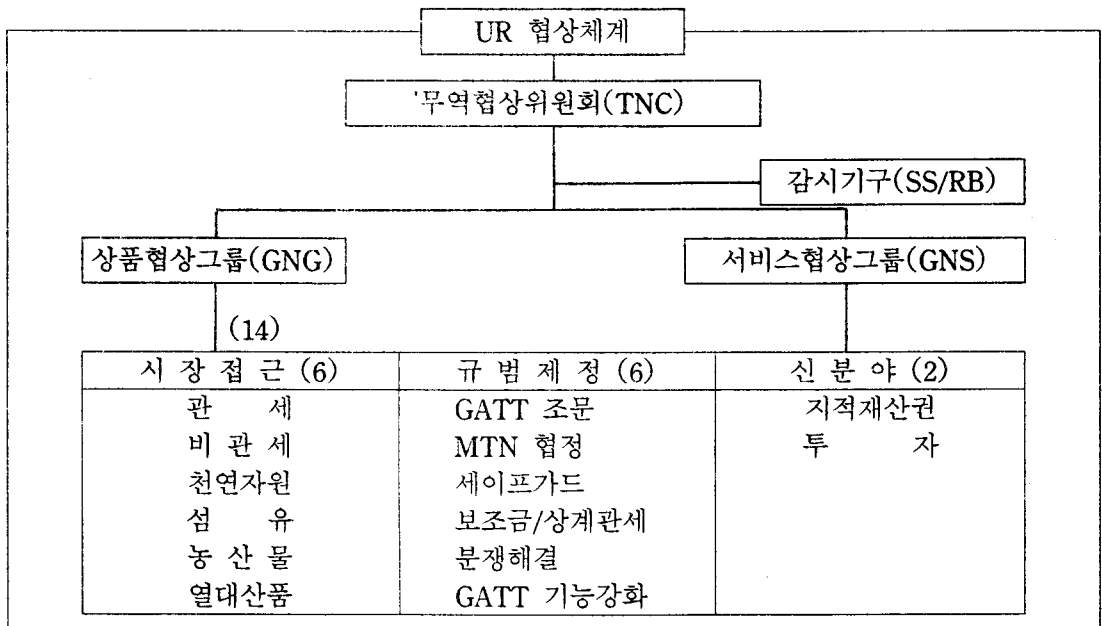 UR 협상체계
무역협상위원회(TNC)
감시기구(SS/RB)
상품협상그룹(GNG) 서비스협상그룹(GNS)
(14)
시 장 접 근 (6) 규 범 제 정 (6) 신 분 야 (2)
관 세 GATT 조문 지적재산권
비 관 세 MTN 협정 투 자
천연자원 세이프가드
섬 유 보조금/상계관세
농 산 물 분쟁해결
열대산품 GATT 기능강화